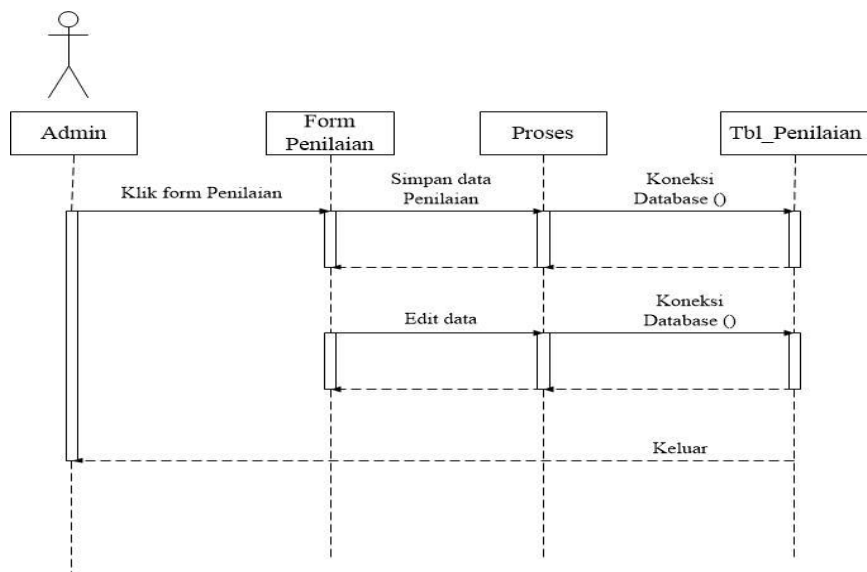 Admin
Form
Penilaian
Proses
Tbl_Penilaian
Klik form Penilaian
Simpan data
Penilaian
Koneksi
Database ()
Edit data
Koneksi
Database ()
Keluar